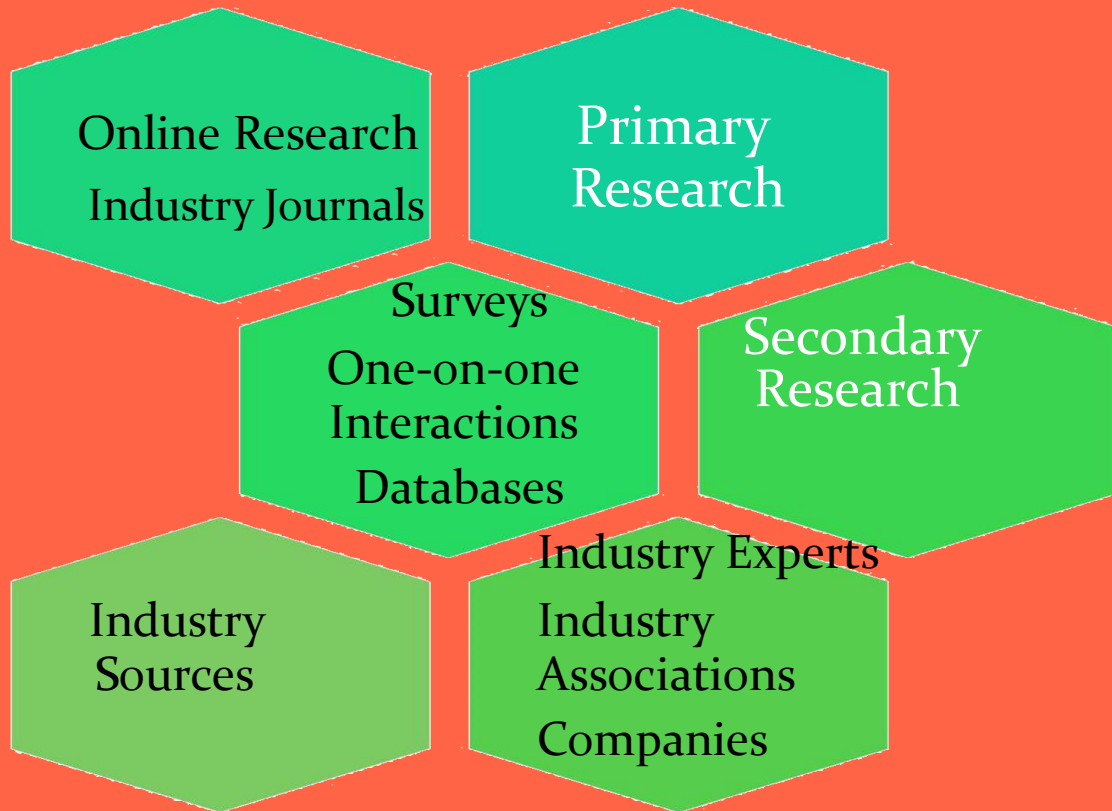 Online Research
Industry Journals
Primary
Research
Surveys
One-on-one
Interactions
Databases
Secondary
Research
Industry
Sources
Industry Experts
Industry
Associations
Companies